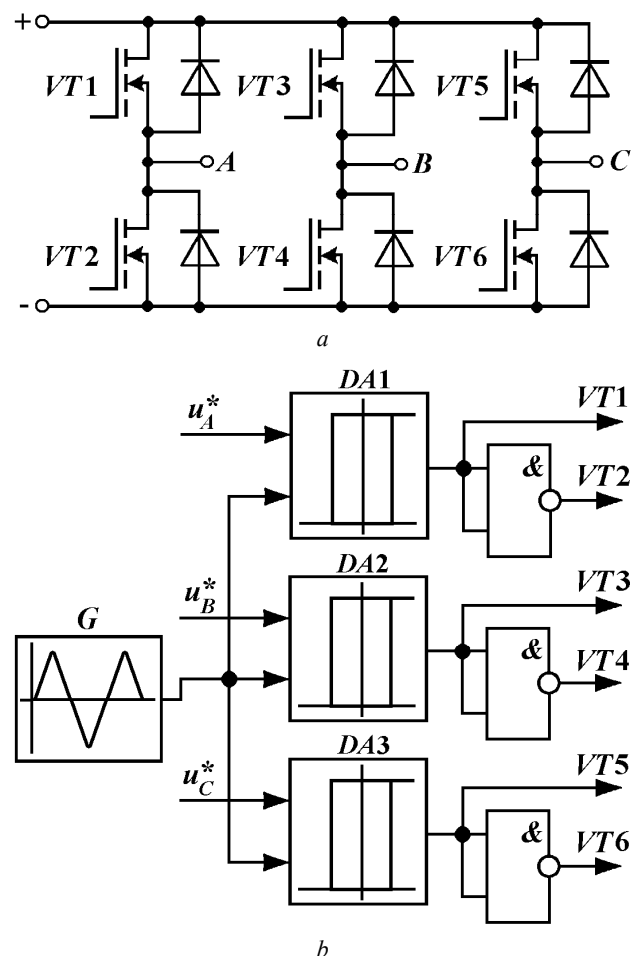 +
VT1 VT3 VT5
A B C
VT2 VT4 VT6
-
a
DA1
u*A
VT1
& VT2
DA2
u*B
VT3
G
& VT4
DA3
u*C
VT5
& VT6
b